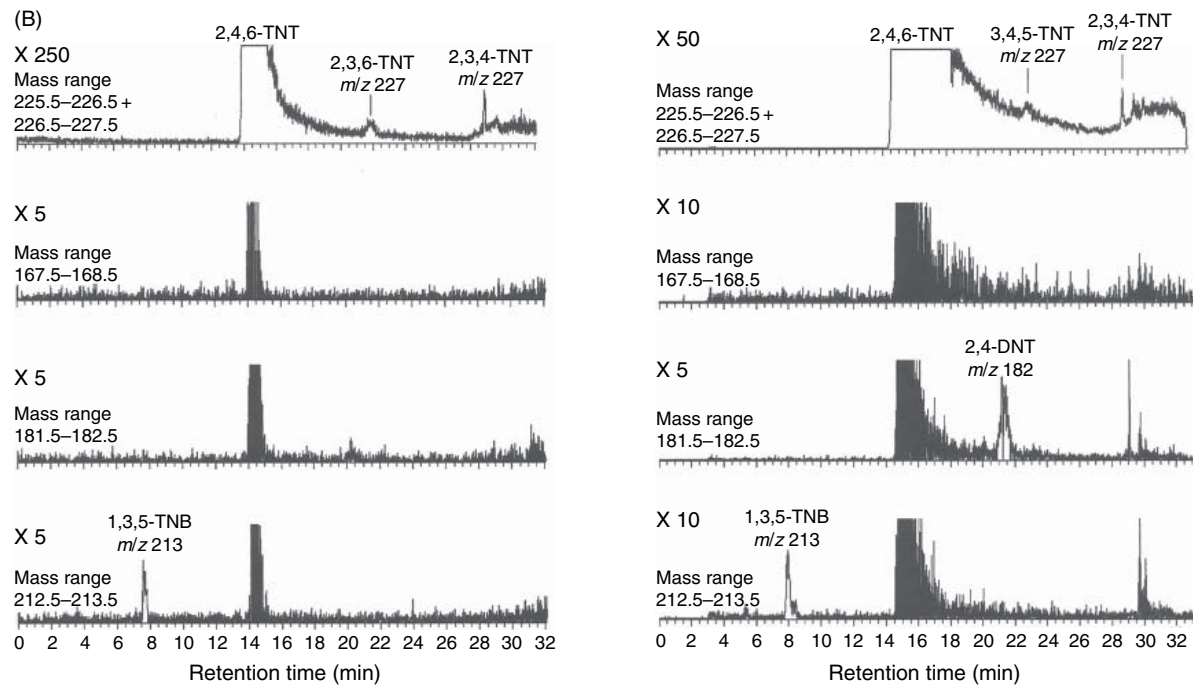 (B)
X 250
Mass range
225.5–226.5 +
226.5–227.5
2,4,6-TNT
2,3,6-TNT
m/z 227
2,3,4-TNT
m/z 227
X 5
Mass range
167.5–168.5
X 5
Mass range
181.5–182.5
X 5
Mass range
212.5–213.5
1,3,5-TNB
m/z 213
0 2 4 6 8 10 12 14 16 18 20 22 24 26 28 30 32
Retention time (min)
X 50
Mass range
225.5–226.5 +
226.5–227.5
2,4,6-TNT
3,4,5-TNT
m/z 227
2,3,4-TNT
m/z 227
X 10
Mass range
167.5–168.5
X 5
Mass range
181.5–182.5
2,4-DNT
m/z 182
X 10
Mass range
212.5–213.5
1,3,5-TNB
m/z 213
0 2 4 6 8 10 12 14 16 18 22 24 26 28 30 32
Retention time (min)